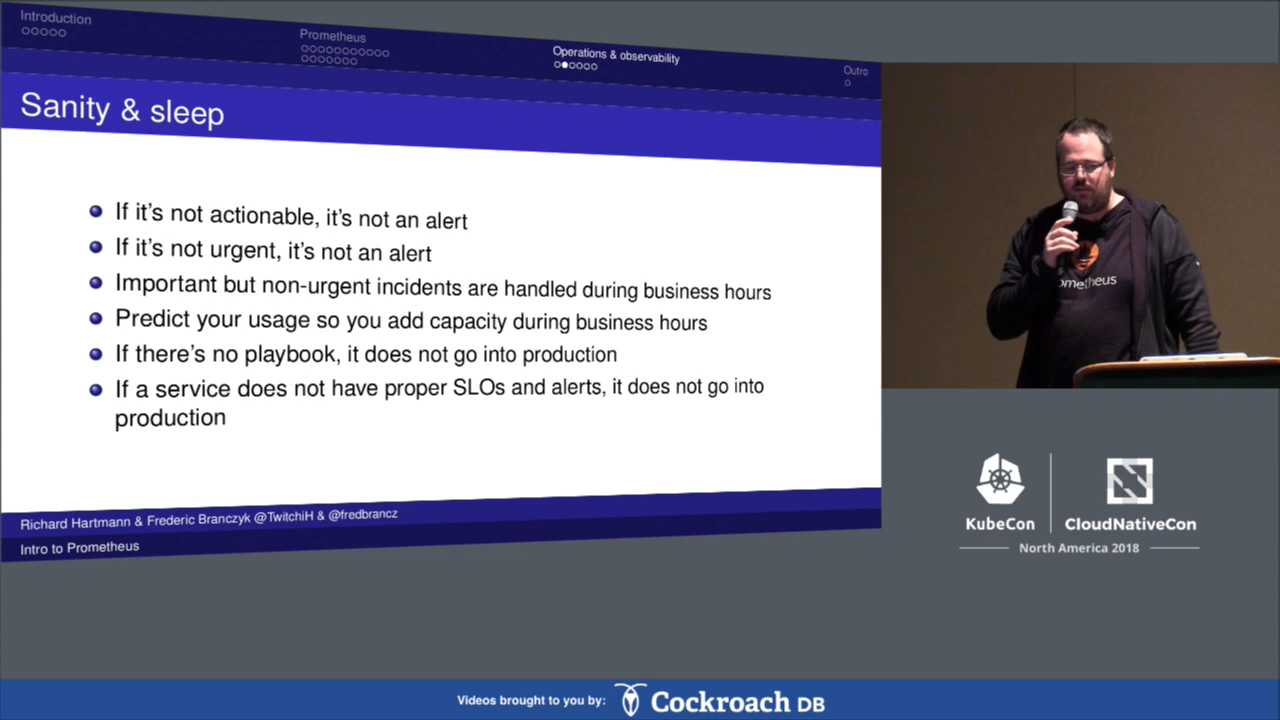 Introduction
Prometheus
Operations & observability
Outro
Sanity & sleep
If it's not actionable, it's not an alert
If it's not urgent, it's not an alert
Important but non-urgent incidents are handled during business hours
Predict your usage so you add capacity during business hours
If there's no playbook, it does not go into production
If a service does not have proper SLOs and alerts, it does not go into
production
Richard Hartmann & Frederic Branczyk @TwitchiH & @fredbrancz
Intro to Prometheus
ometheus
KubeCon
CloudNativeCon
North America 2018
Videos brought to you by:
Cockroach DB